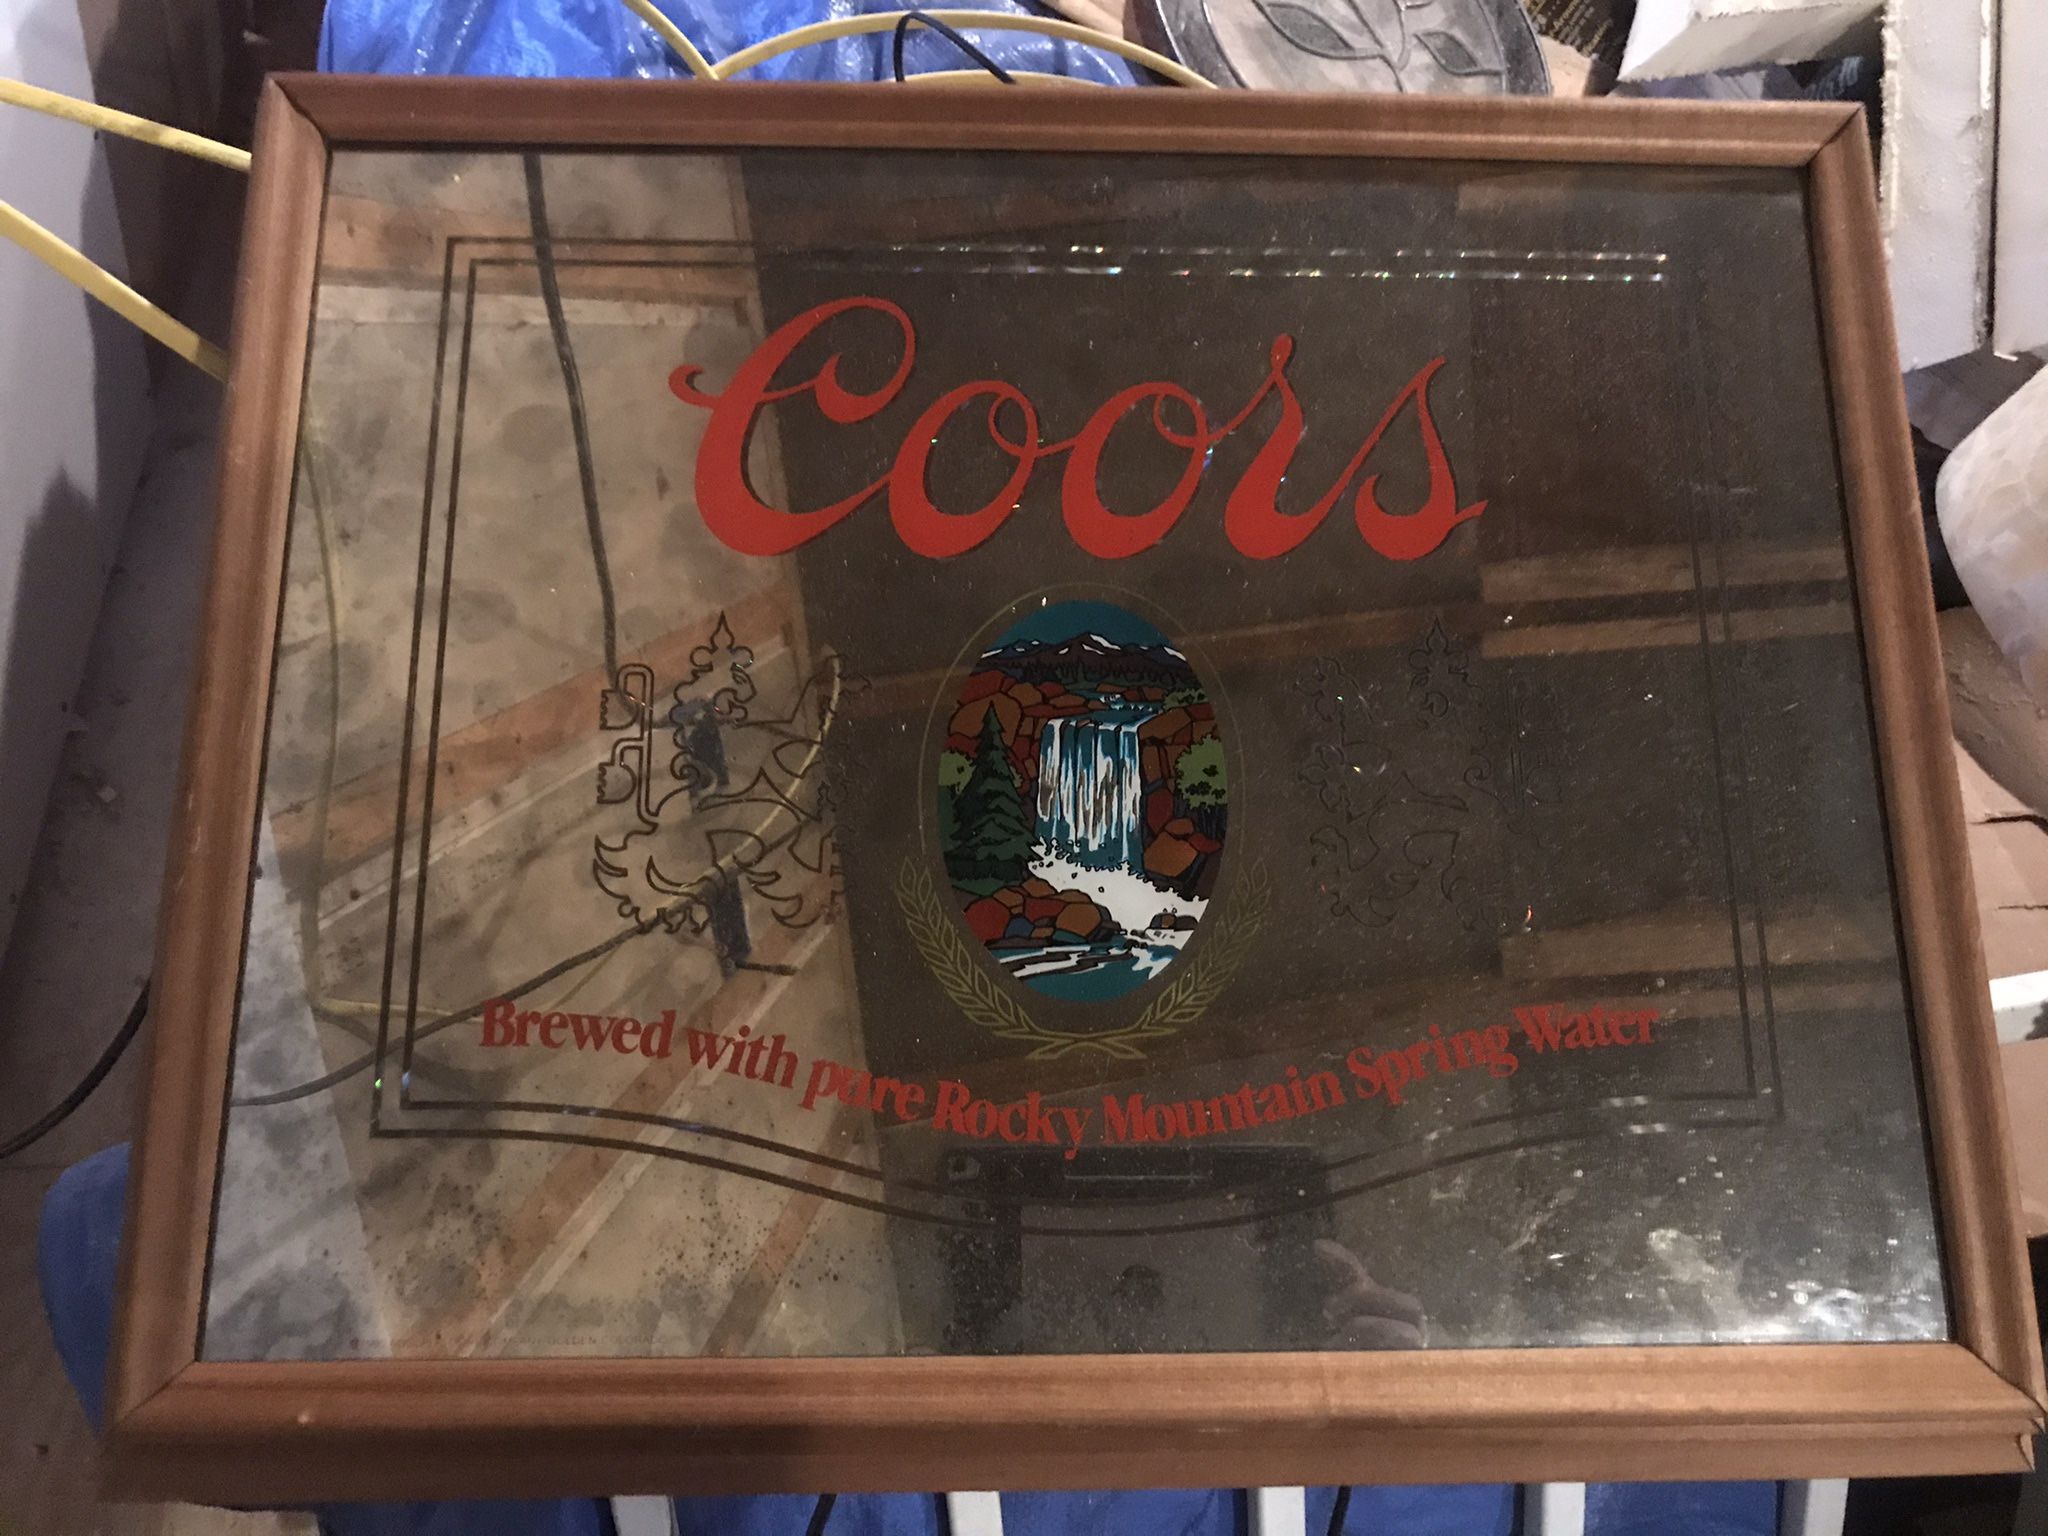 Coors
Brewed with pure Rocky Mountain Spring Water